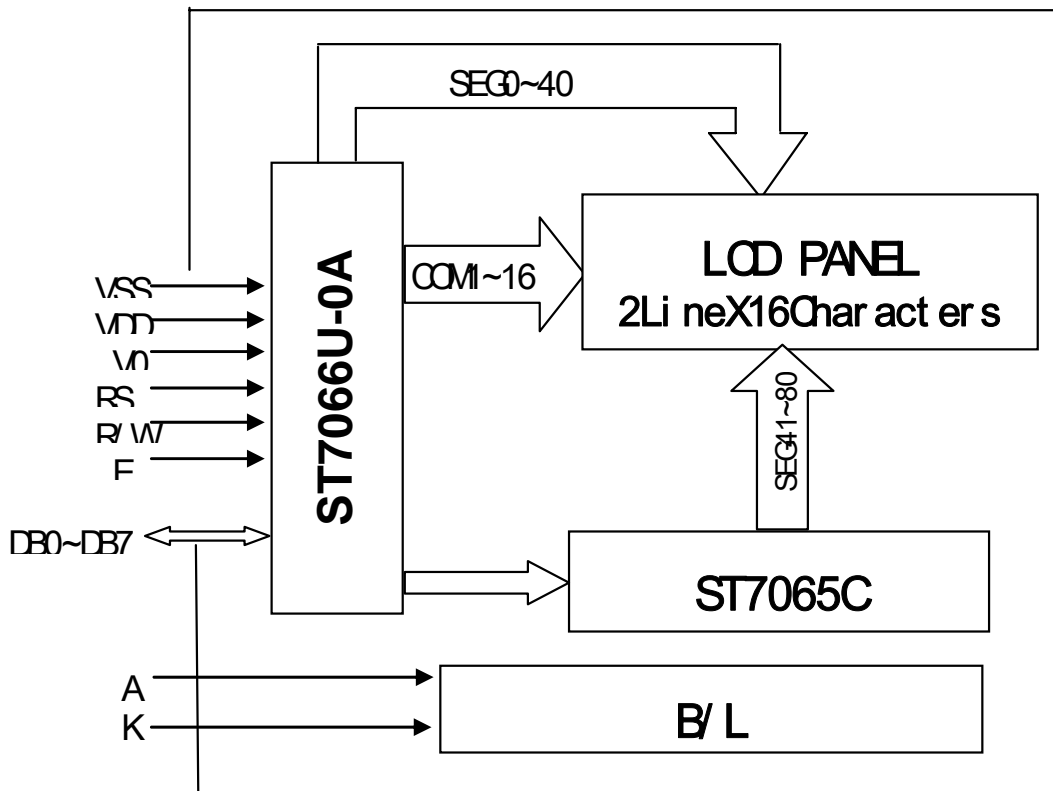 SEG0~40
LCD PANEL
2LineX16Characters
COM1~16
ST7066U-0A
VSS
VDD
V0
RS
R/W
E
DB0~DB7
SEG41~80
ST7065C
A
K
B/L